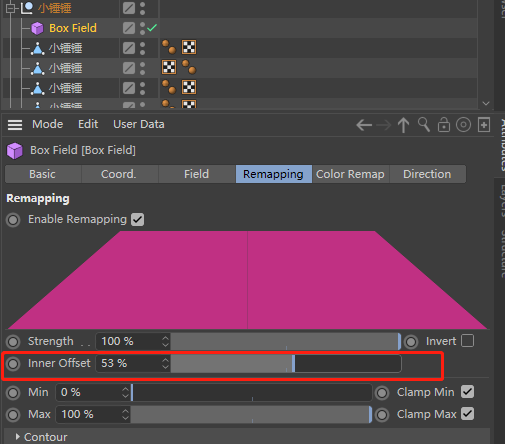 小锤锤
Box Field
小锤锤
小锤锤
小锤锤
小锤锤
Mode Edit User Data
Box Field [Box Field]
Basic Coord. Field Remapping Color Remap Direction
Remapping
Enable Remapping
Strength . . 100 % Invert
Inner Offset 53 %
Min 0 % Clamp Min
Max 100 % Clamp Max
Contour
Attributes
Layers
Structure